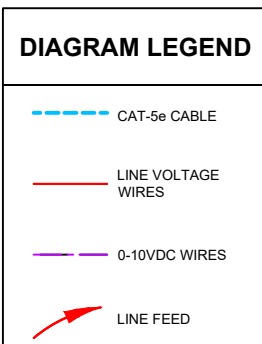 DIAGRAM LEGEND
CAT-5e CABLE
LINE VOLTAGE
WIRES
0-10VDC WIRES
LINE FEED